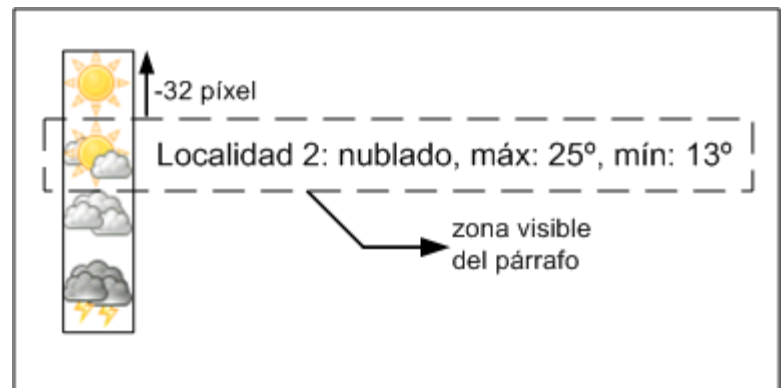 -32 píxel
Localidad 2: nublado, máx: 25º, mín: 13º
zona visible
del párrafo